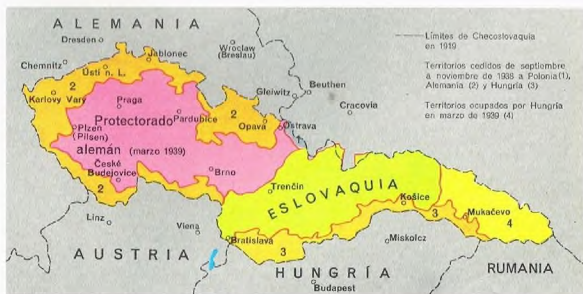 ALEMANIA
Dresden
Chemnitz
Jablonec
Ústi n. L.
Wroclaw
(Breslau)
Límites de Checoslovaquia
en 1919
Territorios cedidos de septiembre
a noviembre de 1938 a Polonia (1),
Alemania (2) y Hungría (3)
Territorios ocupados por Hungría
en marzo de 1939 (4)
2
Karlovy Vary
Praga
Gleiwitz
Beuthen
Cracovia
Protectorado
Pardubice
2
Opava
Ostrava
Plzen
(Pilsen)
alemán (marzo 1939)
České
Budejovice
Brno
2
Trenčín
ESLOVAQUIA
Košice
Mukačevo
3
4
Linz
Viena
Bratislava
3
Miskolcz
AUSTRIA
HUNGRÍA
RUMANIA
Budapest